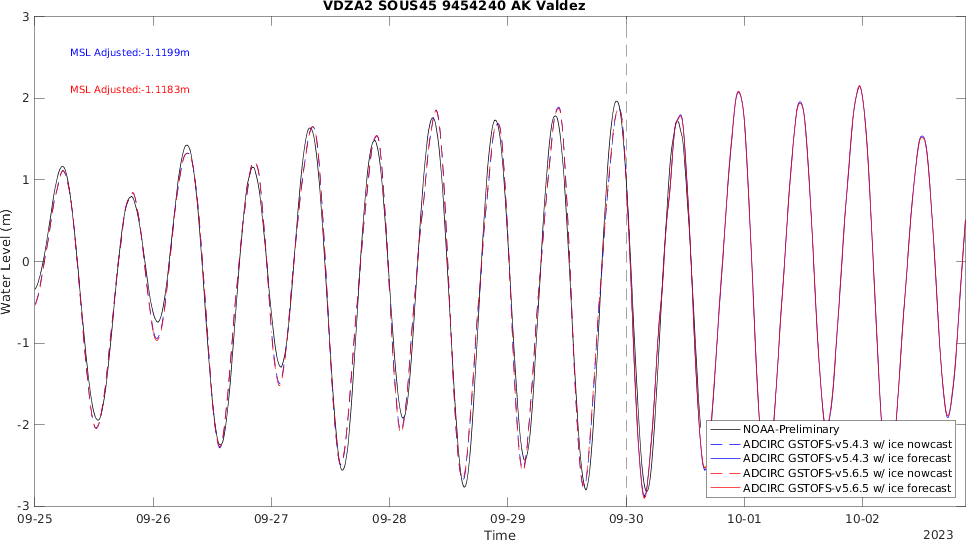 VDZA2 SOUS45 9454240 AK Valdez
MSL Adjusted:-1.1199m
MSL Adjusted:-1.1183m
Water Level (m)
3
2
1
0
-1
-2
-3
NOAA-Preliminary
ADCIRC GSTOFS-v5.4.3 w/ ice nowcast
ADCIRC GSTOFS-v5.4.3 w/ ice forecast
ADCIRC GSTOFS-v5.6.5 w/ ice nowcast
ADCIRC GSTOFS-v5.6.5 w/ ice forecast
09-25 09-26 09-27 09-28 09-29 09-30 10-01 10-02
Time
2023